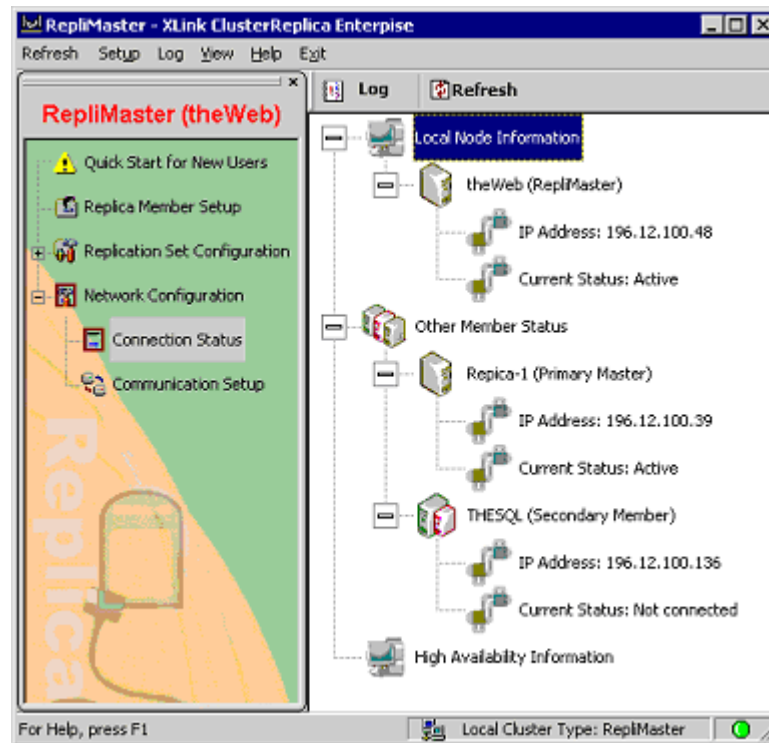 RepliMaster - XLink ClusterReplica Enterpise
Refresh Setup Log View Help Exit
RepliMaster (theWeb)
Quick Start for New Users
Replica Member Setup
Replication Set Configuration
Network Configuration
Connection Status
Communication Setup
Replica
Log Refresh
Local Node Information
theWeb (RepliMaster)
IP Address: 196.12.100.48
Current Status: Active
Other Member Status
Repica-1 (Primary Master)
IP Address: 196.12.100.39
Current Status: Active
THESQL (Secondary Member)
IP Address: 196.12.100.136
Current Status: Not connected
High Availability Information
For Help, press F1
Local Cluster Type: RepliMaster